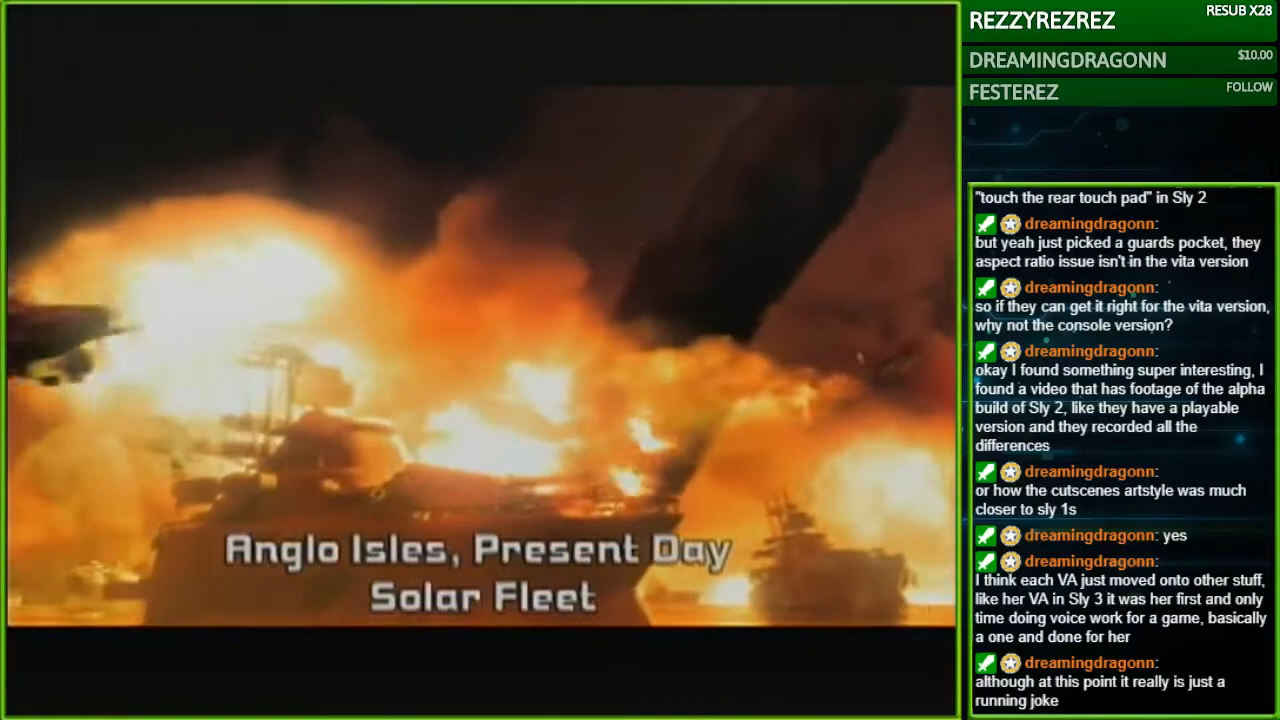 Anglo Isles, Present Day
Solar Fleet
REZZYREZREZ RESUB X28
DREAMINGDRAGONN $10.00
FESTEREZ FOLLOW
"touch the rear touch pad" in Sly 2
dreamingdragonn:
but yeah just picked a guards pocket, they
aspect ratio issue isn't in the vita version
dreamingdragonn:
so if they can get it right for the vita version,
why not the console version?
dreamingdragonn:
okay I found something super interesting, I
found a video that has footage of the alpha
build of Sly 2, like they have a playable
version and they recorded all the
differences
dreamingdragonn:
or how the cutscenes artstyle was much
closer to sly 1s
dreamingdragonn: yes
dreamingdragonn:
I think each VA just moved onto other stuff,
like her VA in Sly 3 it was her first and only
time doing voice work for a game, basically
a one and done for her
dreamingdragonn:
although at this point it really is just a
running joke